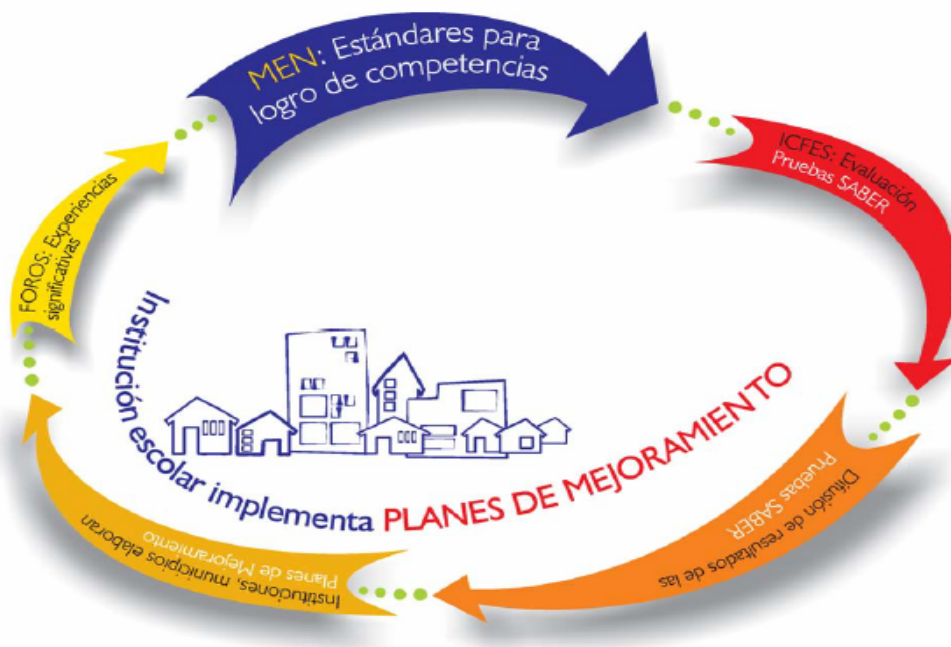 MEN: Estándares para
logro de competencias
ICFES: Evaluación
Pruebas SABER
Difusión de resultados de las
Pruebas SABER
Instituciones, municipios elaboran
Planes de Mejoramiento
FOROS: Experiencias
significativas
Institución escolar implementa PLANES DE MEJORAMIENTO